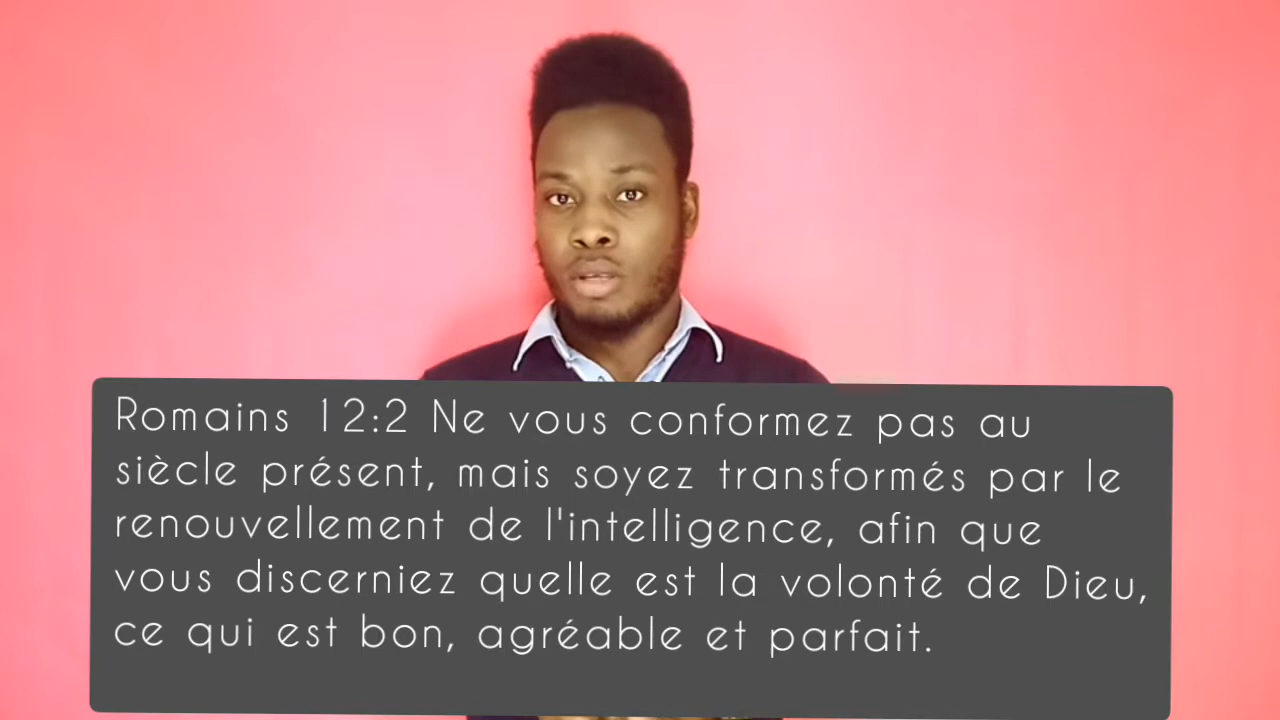 Romains 12:2 Ne vous conformez pas au
siècle présent, mais soyez transformés par le
renouvellement de l'intelligence, afin que
vous discerniez quelle est la volonté de Dieu,
ce qui est bon, agréable et parfait.